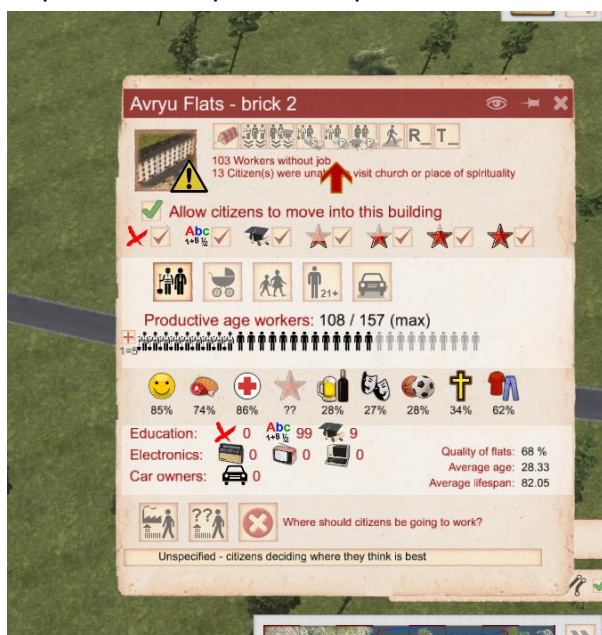 Avryu Flats - brick 2
R_ T_
103 Workers without job
13 Citizen(s) were visit church or place of spirituality
Allow citizens to move into this building
Abc
1+8 ½
21+
Productive age workers: 108 / 157 (max)
1=5
85% 74% 86% ?? 28% 27% 28% 34% 62%
Education: 0 Abc 1+8 ½ 99 9
Electronics: 0 0 0
Car owners: 0
Quality of flats: 68 %
Average age: 28.33
Average lifespan: 82.05
??
Where should citizens be going to work?
Unspecified - citizens deciding where they think is best